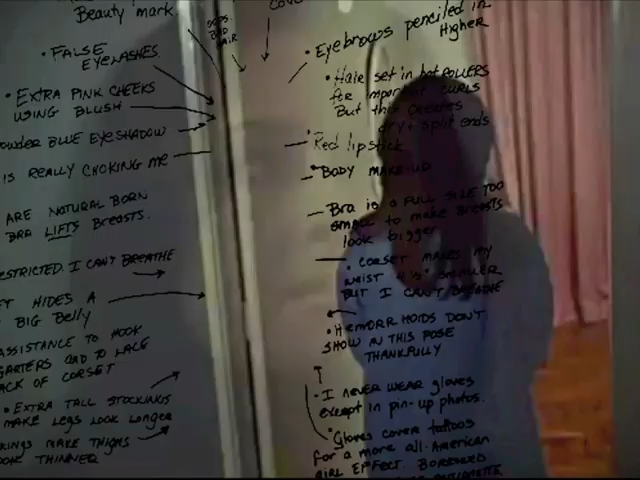 Beauty mark
• FALSE
EYELASHES.
• EXTRA PINK CHEEKS
USING BLUSH
POWDER BLUE EYESHADOW
IS REALLY CHOKING ME
ARE NATURAL BORN
BRA LIFTS BREASTS.
RESTRICTED. I CAN'T BREATHE
HIDES A
BIG BELLY
ASSISTANCE TO HOOK
GARTERS AND TO LACE
BACK OF CORSET
• EXTRA TALL STOCKINGS
MAKE LEGS LOOK LONGER
MAKE THIGHS
LOOK THINNER
• Eyebrows penciled in
Higher
• HAIR SET in hot ROLLERS
CURLS
But this creates
dry + split ends
• Red lipstick
• BODY MAKE-UP
• Bra is a FULL SIZE TOO
small to make BREASTS
look bigger
• CORSET MAKES MY
WAIST SMALLER
BUT I CAN'T BREATHE
• HEMORRHOIDS DON'T
SHOW IN THIS POSE
THANKFULLY
• I NEVER WEAR gloves
except in pin-up photos.
• Gloves cover tattoos
for a more all-American
GIRL EFFECT. BORROWED